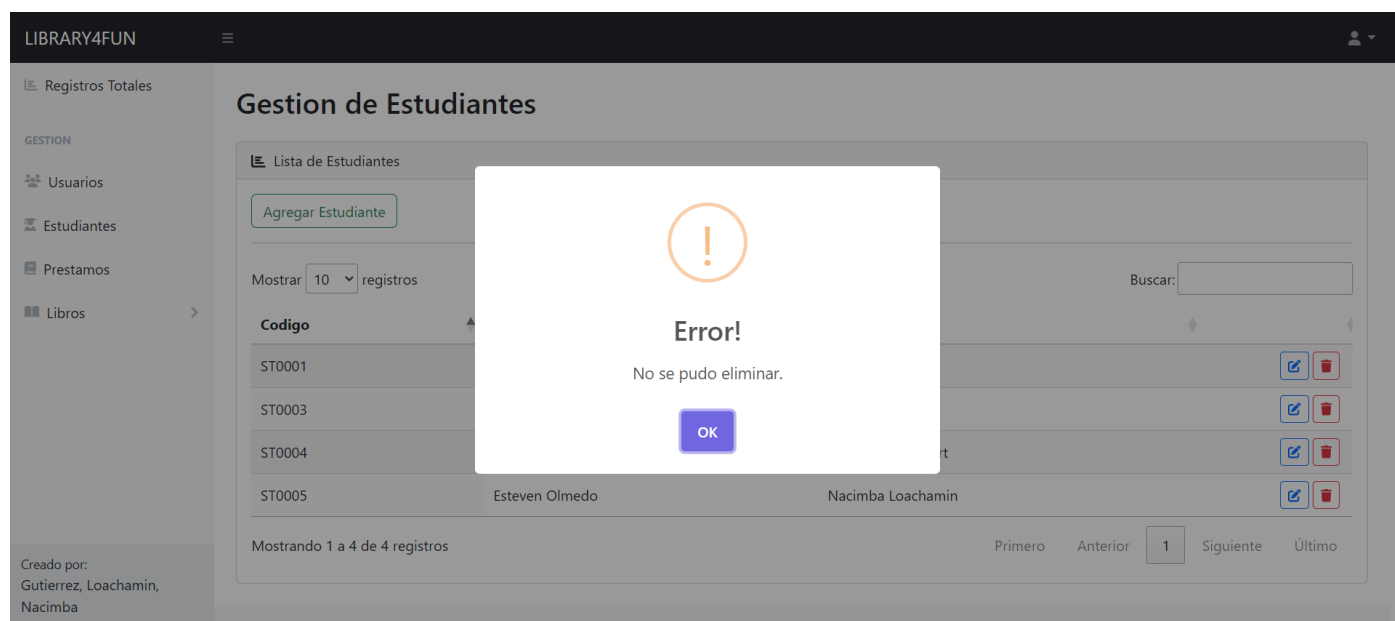 LIBRARY4FUN
Registros Totales
GESTION
Usuarios
Estudiantes
Prestamos
Libros
Creado por:
Gutierrez, Loachamin,
Nacimba
Gestion de Estudiantes
Lista de Estudiantes
Agregar Estudiante
Mostrar 10 registros
Buscar:
Codigo
ST0001
ST0003
ST0004
rt
ST0005 Esteven Olmedo Nacimba Loachamin
Mostrando 1 a 4 de 4 registros
Primero Anterior 1 Siguiente Último
!
Error!
No se pudo eliminar.
OK